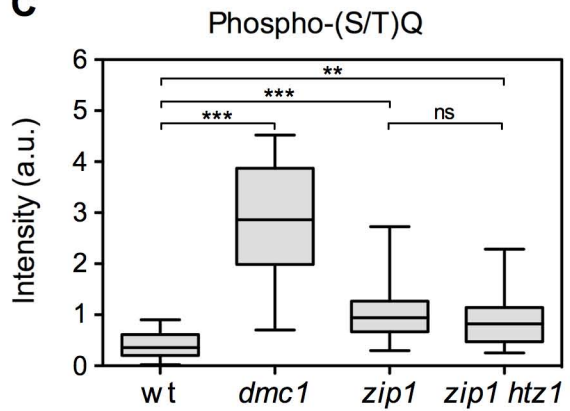 C
Phospho-(S/T)Q
Intensity (a.u.)
6
5
4
3
2
1
0
**
***
***
ns
wt
dmc1
zip1
zip1 htz1